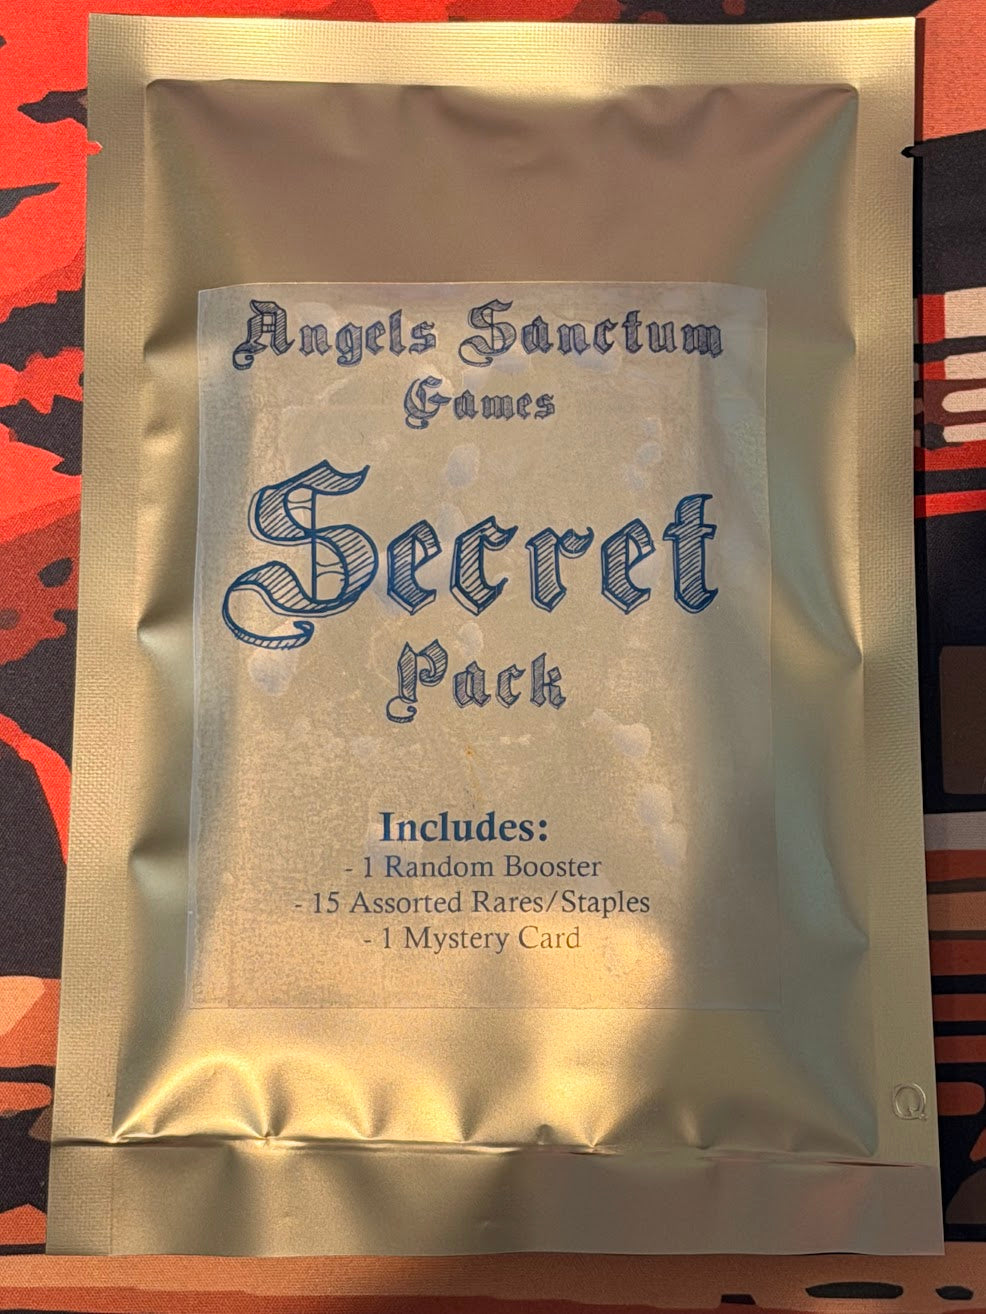 Angels Sanctum
Games
Secret
Pack
Includes:
- 1 Random Booster
- 15 Assorted Rares/Staples
- 1 Mystery Card
Q